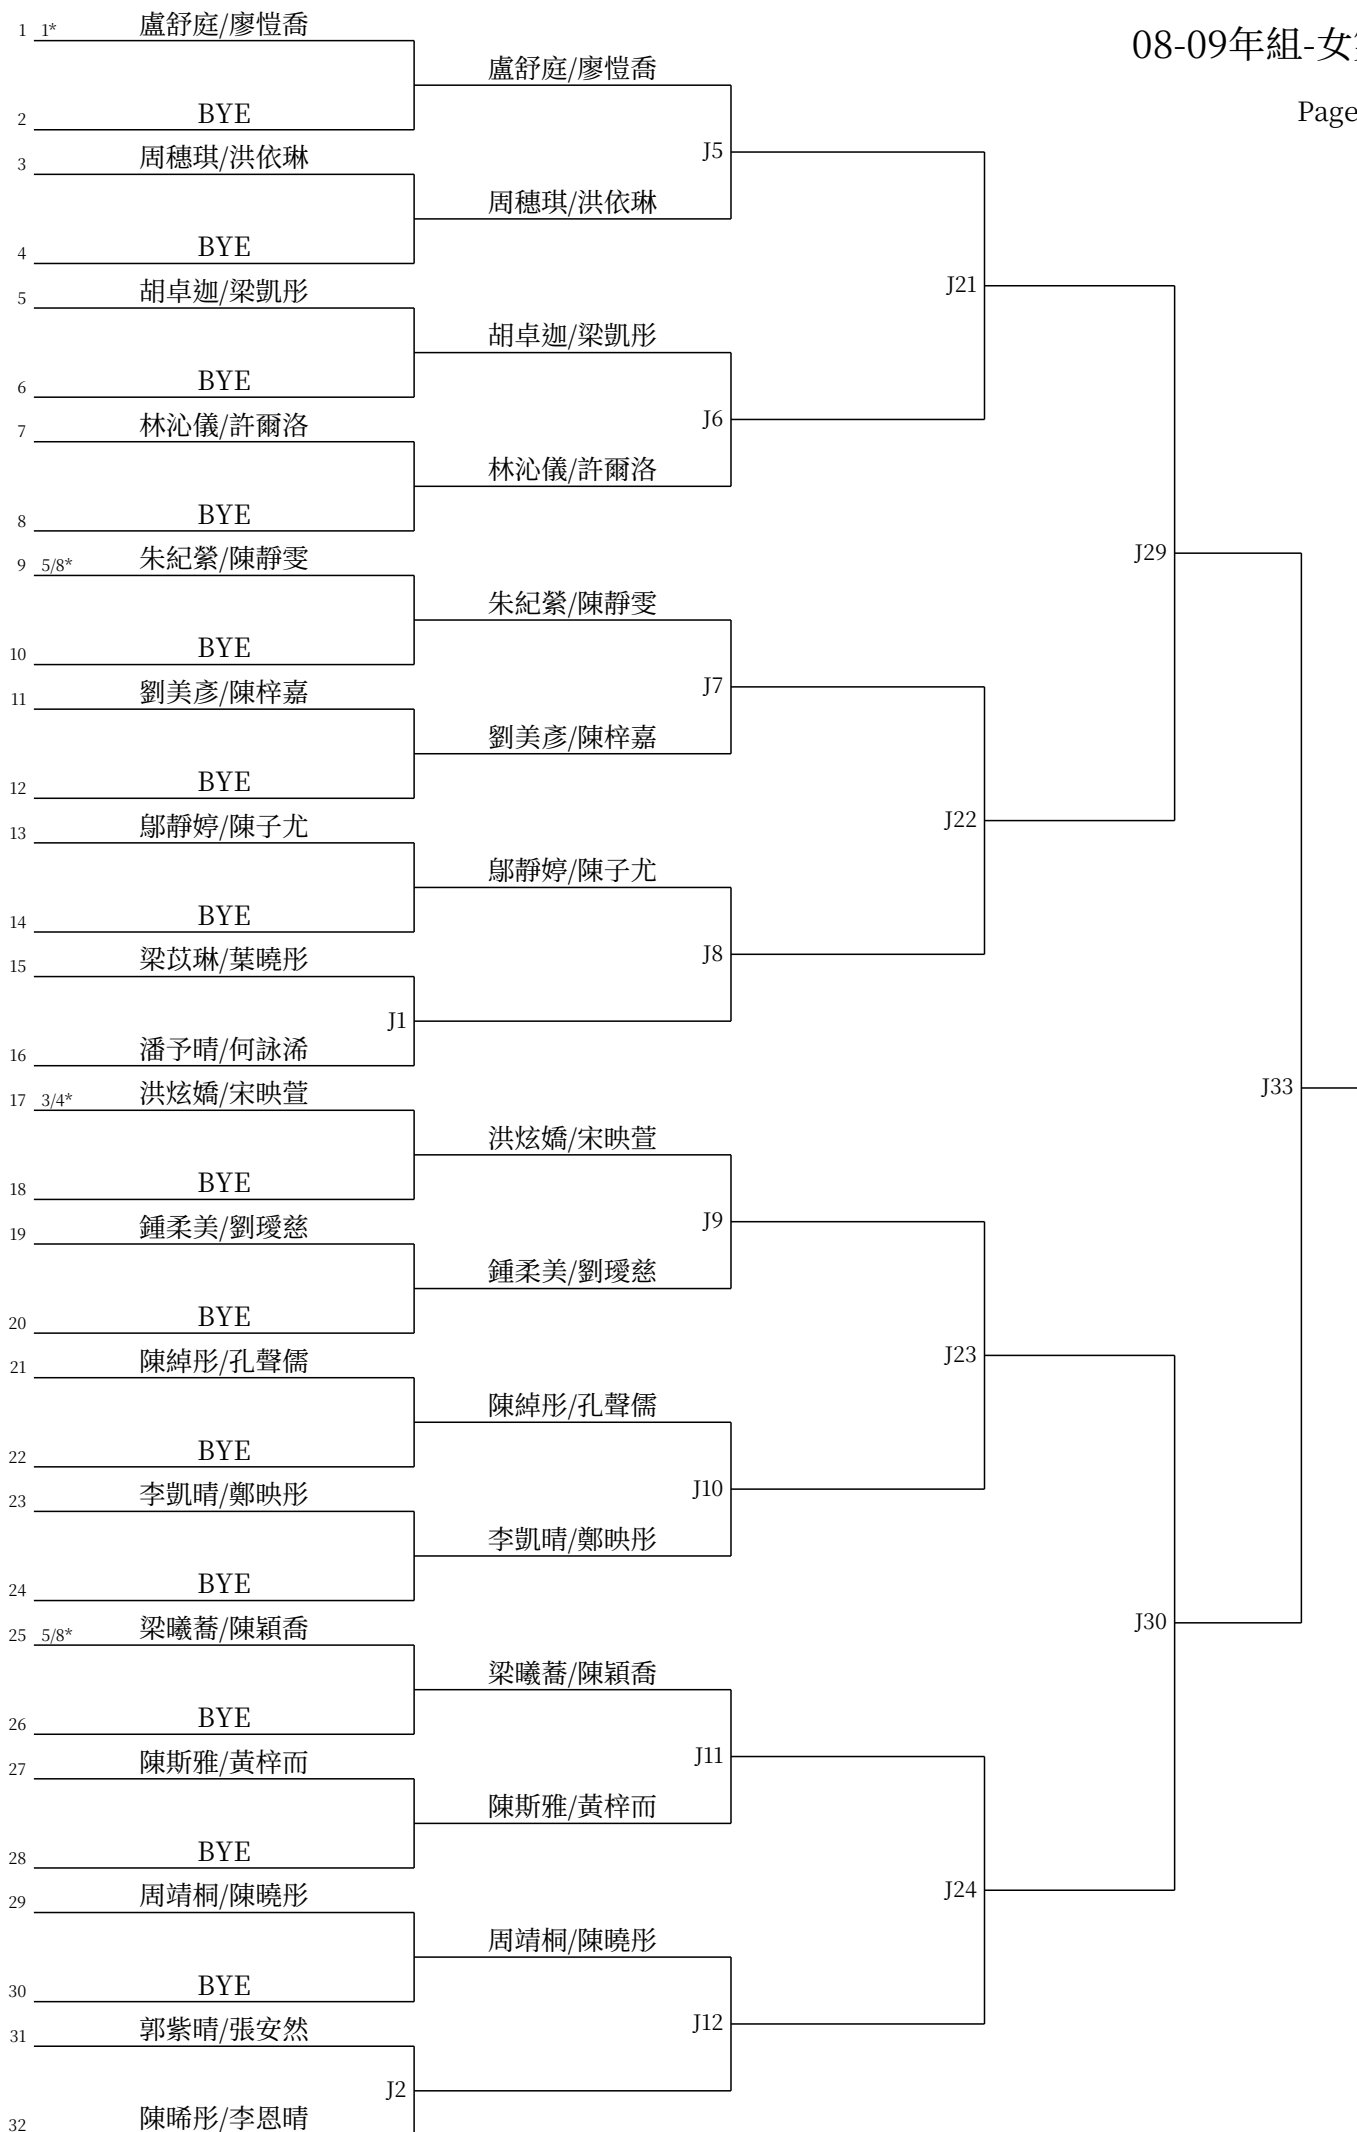 08-09年組-女
Page
1 1* 盧舒庭/廖愷喬
盧舒庭/廖愷喬
2 BYE
J5
3 周穗琪/洪依琳
周穗琪/洪依琳
4 BYE
J21
5 胡卓迦/梁凱彤
胡卓迦/梁凱彤
6 BYE
J6
7 林沁儀/許爾洛
林沁儀/許爾洛
8 BYE
J29
9 5/8* 朱紀縈/陳靜雯
朱紀縈/陳靜雯
10 BYE
J7
11 劉美彥/陳梓嘉
劉美彥/陳梓嘉
12 BYE
J22
13 鄔靜婷/陳子尤
鄔靜婷/陳子尤
14 BYE
J8
15 梁苡琳/葉曉彤
J1
16 潘予晴/何詠浠
J33
17 3/4* 洪炫嬌/宋映萱
洪炫嬌/宋映萱
18 BYE
J9
19 鍾柔美/劉璦慈
鍾柔美/劉璦慈
20 BYE
J23
21 陳綽彤/孔聲儒
陳綽彤/孔聲儒
22 BYE
J10
23 李凱晴/鄭映彤
李凱晴/鄭映彤
24 BYE
J30
25 5/8* 梁曦蕎/陳穎喬
梁曦蕎/陳穎喬
26 BYE
J11
27 陳斯雅/黃梓而
陳斯雅/黃梓而
28 BYE
J24
29 周靖桐/陳曉彤
周靖桐/陳曉彤
30 BYE
J12
31 郭紫晴/張安然
J2
32 陳晞彤/李恩晴